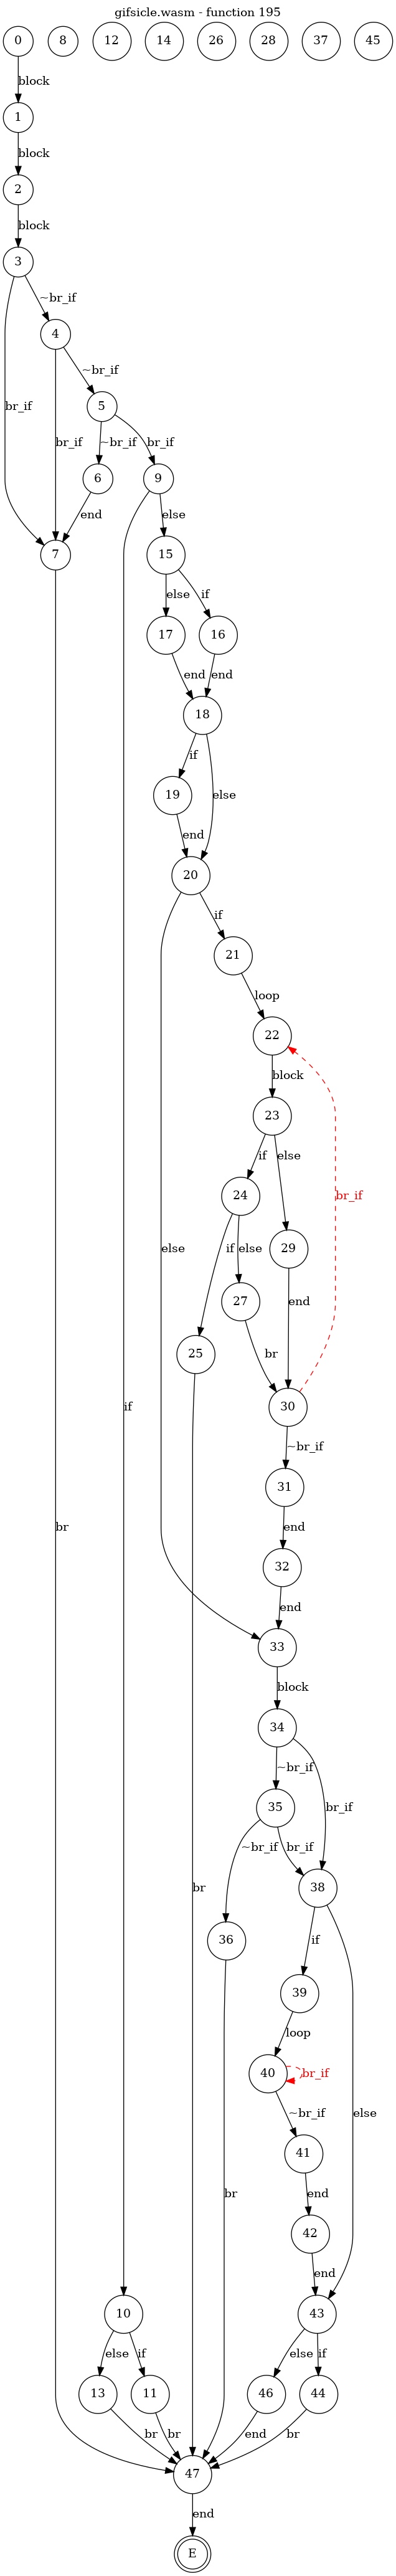 gifsicle.wasm - function 195
0 8 12 14 26 28 37 45
block
1
block
2
block
3
~br_if
4
~br_if
br_if br_if 5
~br_if br_if
6 9
end else
7 15
else if
17 16
end end
18
if
19 else
end
20
if
21
loop
22
block
23
br_if
if else
24
else if else 29
27 end
25 br
30
~br_if
31
if
end
32
br end
33
block
34
~br_if
35 br_if
~br_if br_if
38
br
36 if
39
loop
40 br_if
~br_if
else
41
br end
42
end
10 43
else if else if
13 11 46 44
br br end br
47
end
E